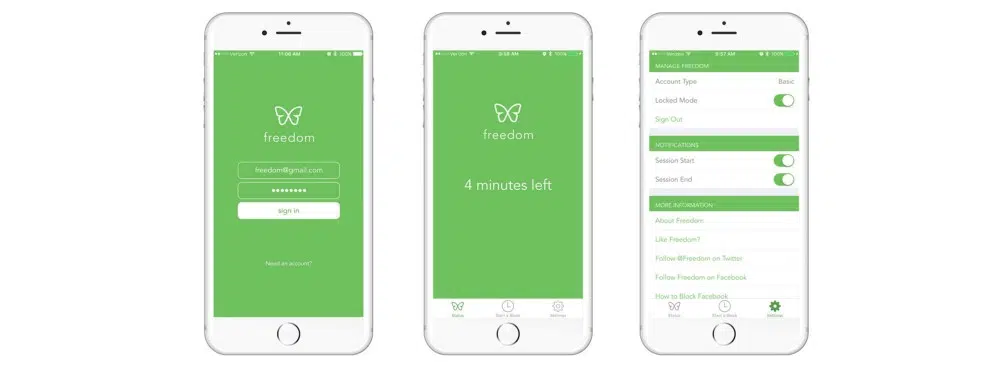 Verizon 11:08 AM 100%
freedom
freedom@gmail.com
sign in
Need an account?
Verizon 9:58 AM 100%
freedom
4 minutes left
Status Start a Block Settings
Verizon 9:57 AM 100%
MANAGE FREEDOM
Account Type Basic
Locked Mode
Sign Out
NOTIFICATIONS
Session Start
Session End
MORE INFORMATION
About Freedom
Like Freedom?
Follow @Freedom on Twitter
Follow Freedom on Facebook
How to Block Facebook
Status Start a Block Settings